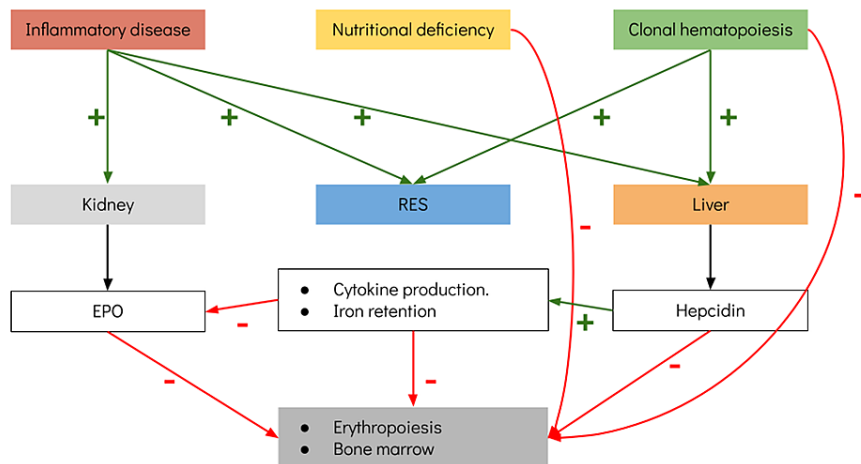 Inflammatory disease
Nutritional deficiency
Clonal hematopoiesis
+
+
+
+
+
Kidney
RES
Liver
-
-
EPO
● Cytokine production.
● Iron retention
Hepcidin
-
+
-
-
-
● Erythropoiesis
● Bone marrow